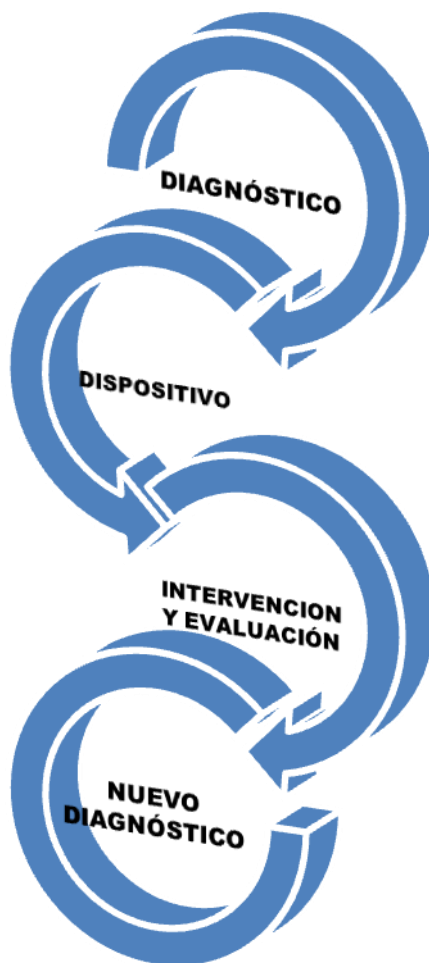 DIAGNÓSTICO
DISPOSITIVO
INTERVENCION
Y EVALUACIÓN
NUEVO
DIAGNÓSTICO